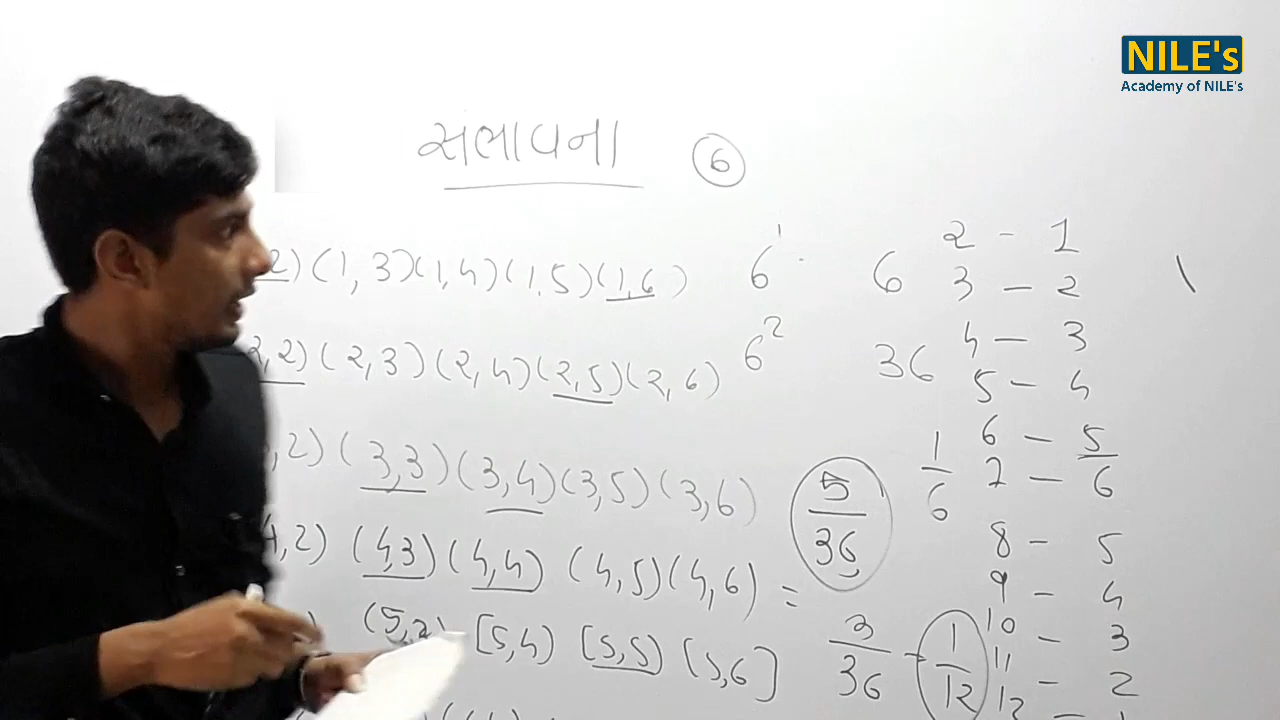 NILE's
Academy of NILE's
સંભાવના 6
2) (1,3) (1,4) (1,5) (1,6) 6¹ 6
(2,3) (2,4) (2,5) (2,6) 6² 36
,2) (3,3) (3,4) (3,5) (3,6)
,2) (4,3) (4,4) (4,5) (4,6) =
[5,4) [5,5) (5,6]
5/36
3/36 - 1/12
1/6
2 - 1
3 - 2
4 - 3
5 - 4
6 - 5
7 - 6
8 - 5
9 - 4
10 - 3
11 - 2
12 - 1